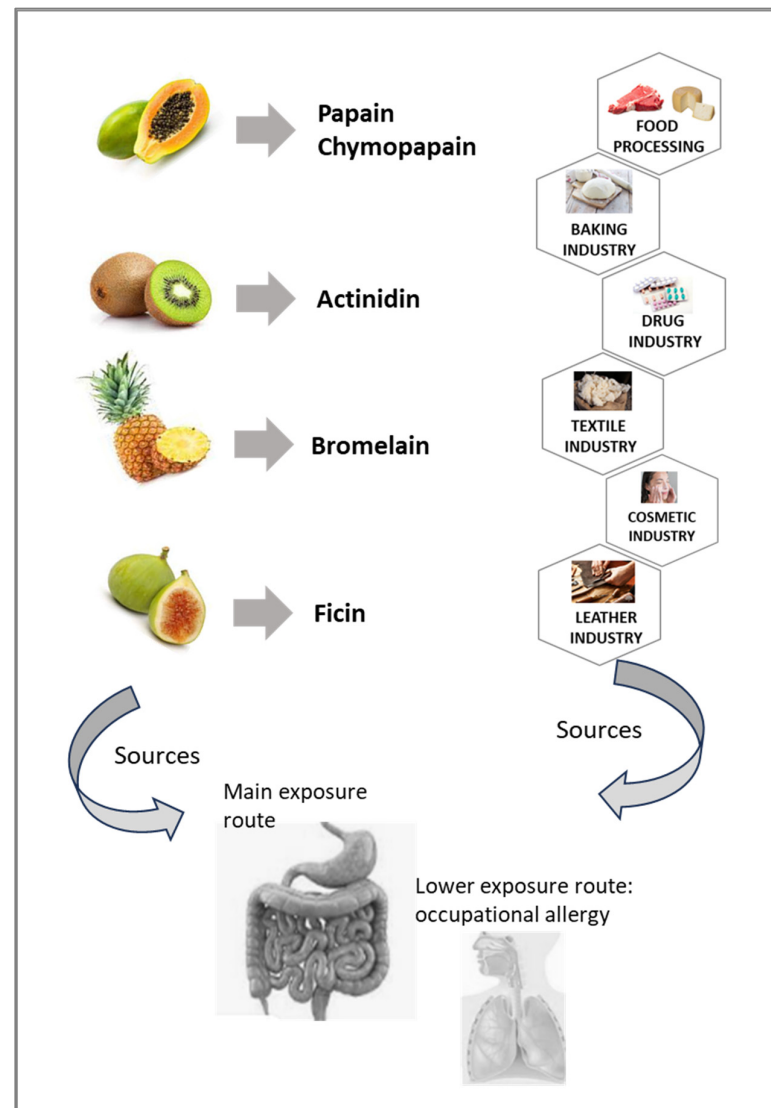 Papain
Chymopapain
Actinidin
Bromelain
Ficin
FOOD
PROCESSING
BAKING
INDUSTRY
DRUG
INDUSTRY
TEXTILE
INDUSTRY
COSMETIC
INDUSTRY
LEATHER
INDUSTRY
Sources
Sources
Main exposure
route
Lower exposure route:
occupational allergy